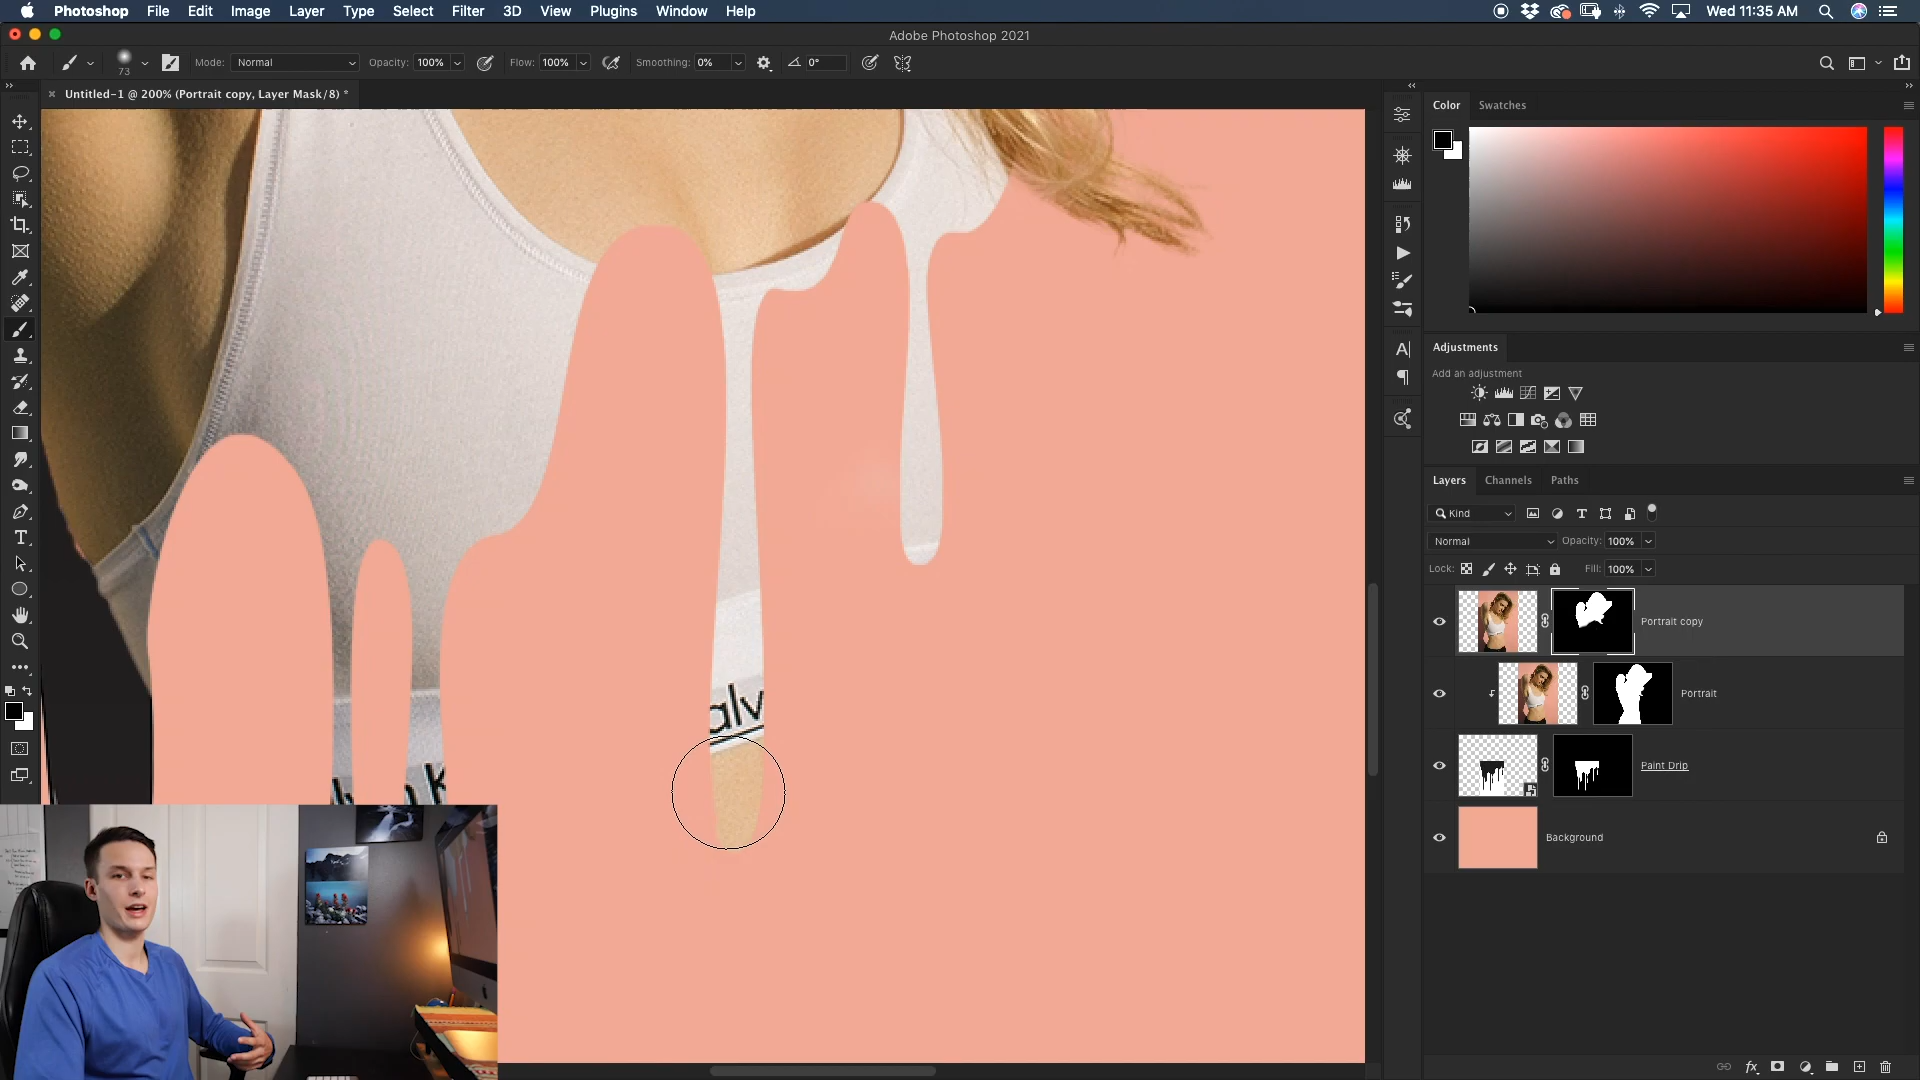 Photoshop File Edit Image Layer Type Select Filter 3D View Plugins Window Help Wed 11:35 AM
Adobe Photoshop 2021
73 Mode: Normal Opacity: 100% Flow: 100% Smoothing: 0% 0°
Untitled-1 @ 200% (Portrait copy, Layer Mask/8) *
Color Swatches
Adjustments
Add an adjustment
Layers Channels Paths
Kind
Normal Opacity: 100%
Lock: Fill: 100%
Portrait copy
Portrait
Paint Drip
Background
alv